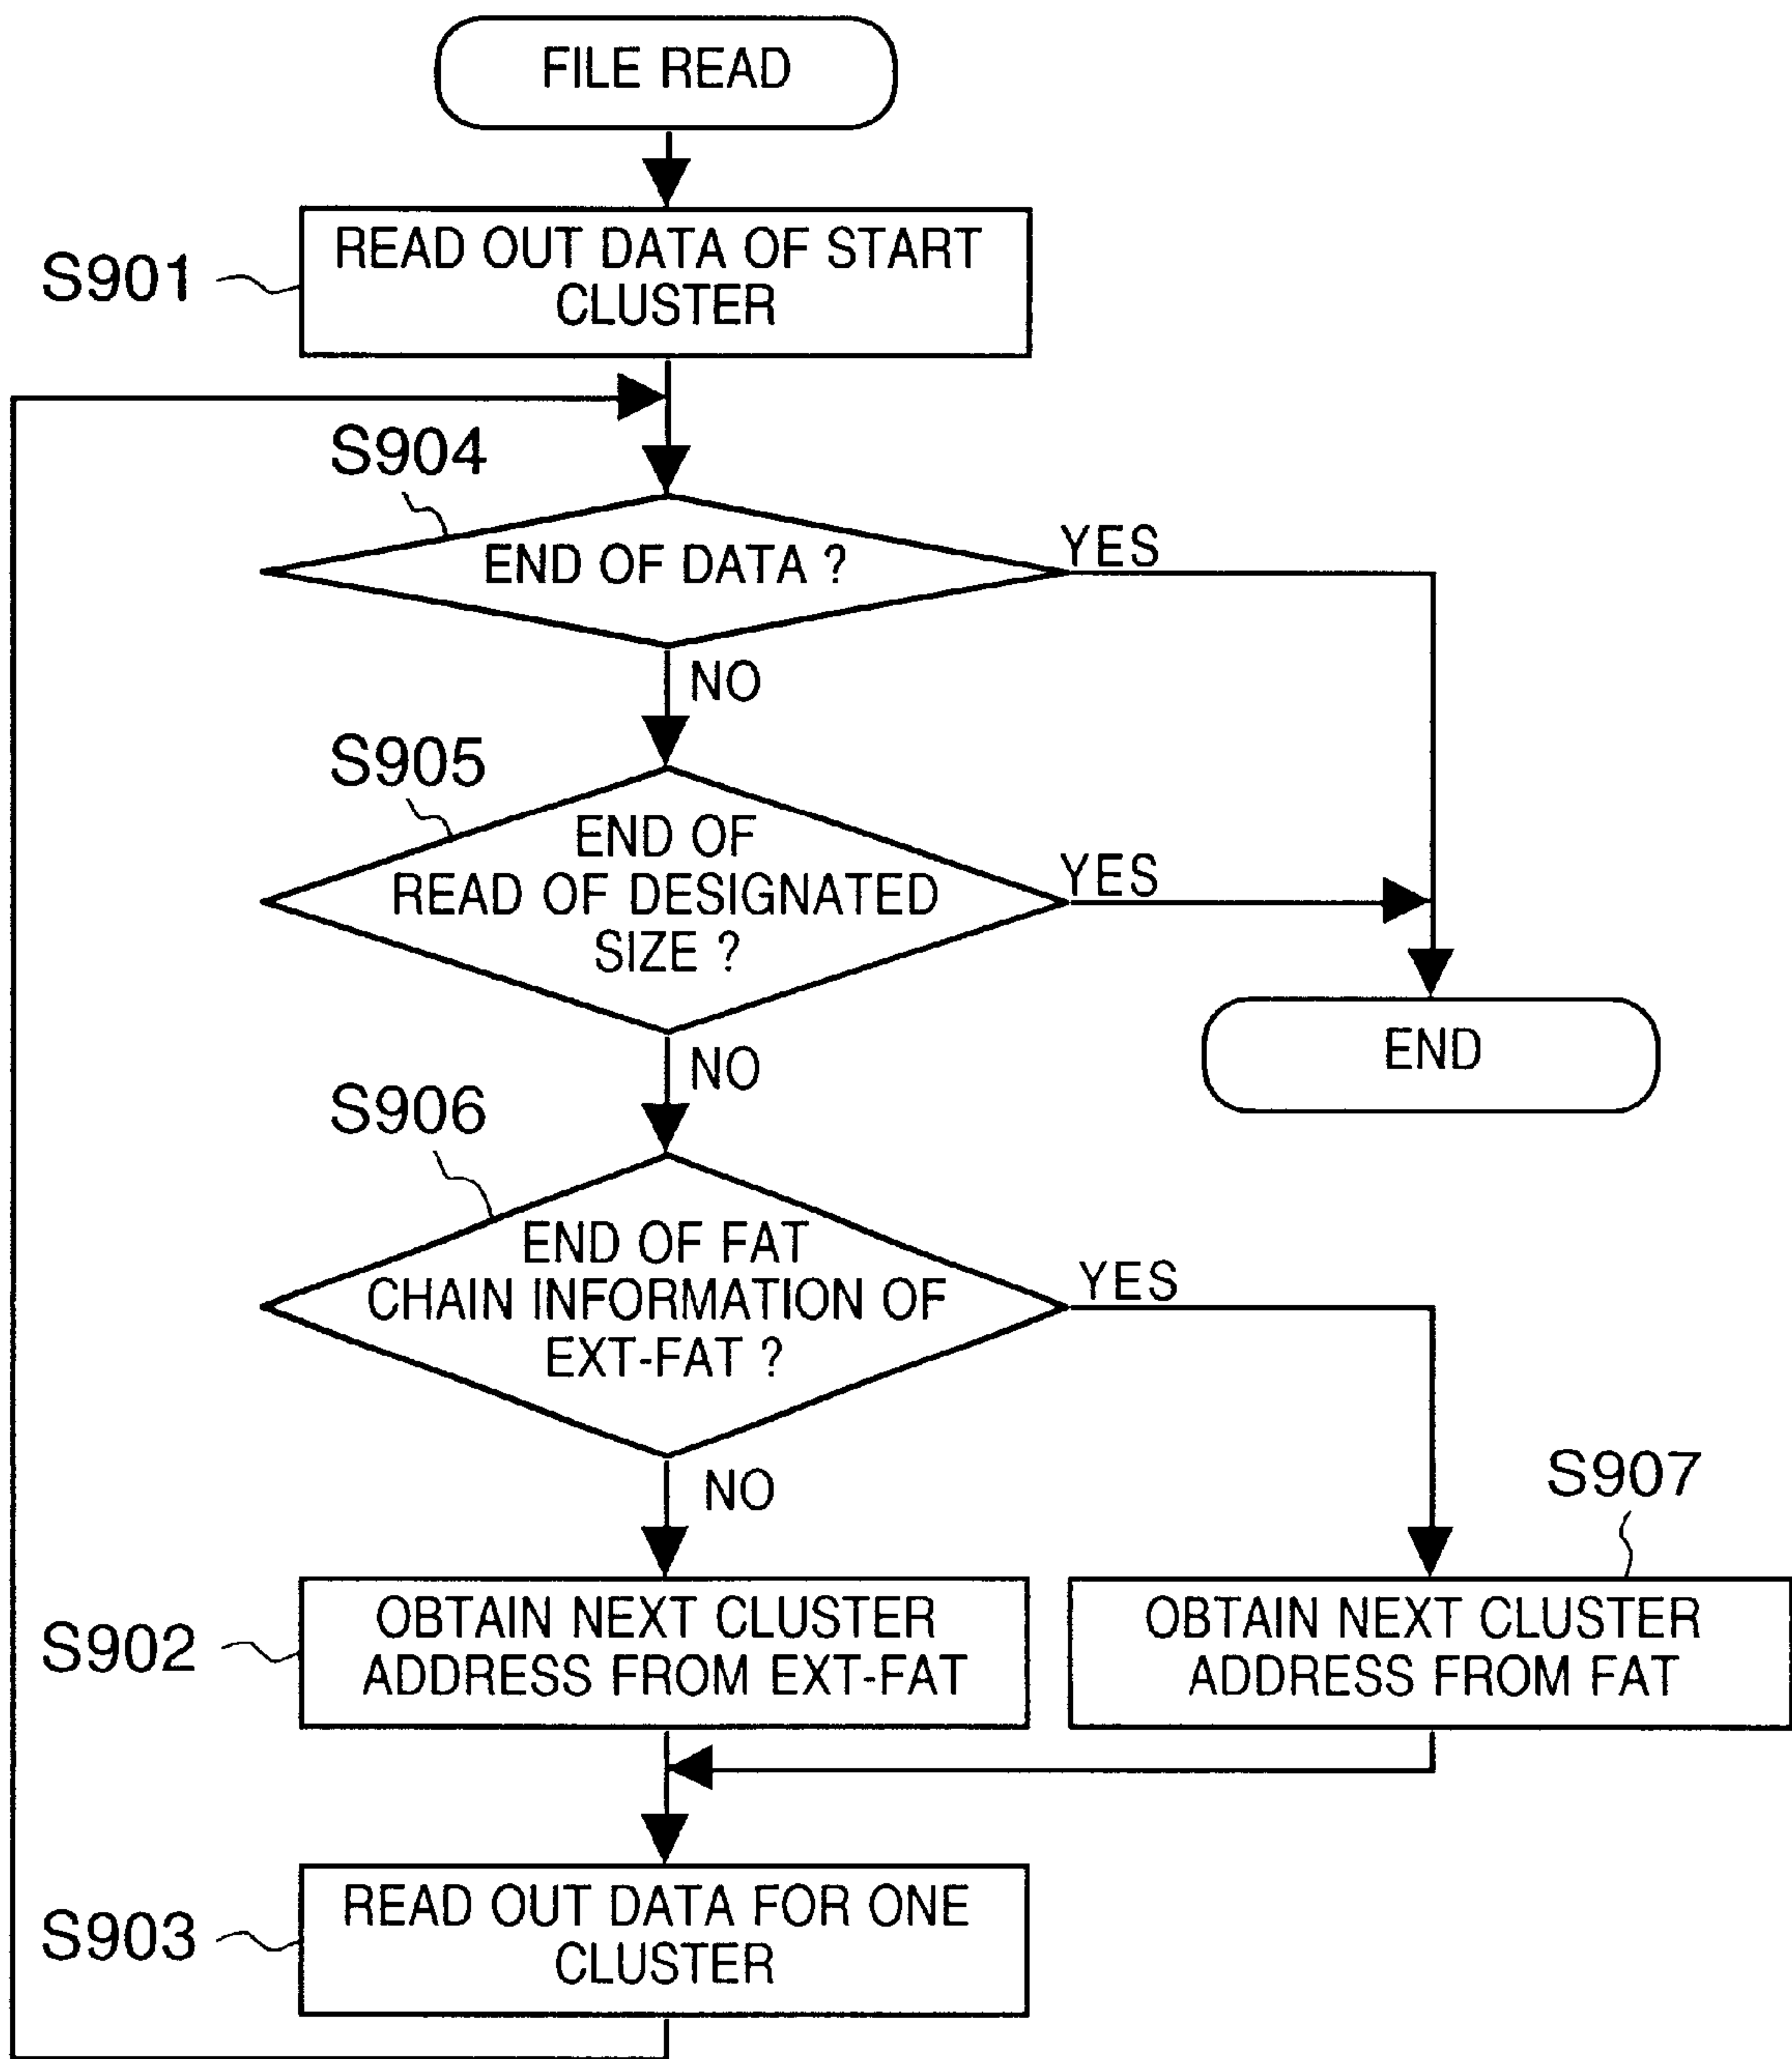 FILE READ
S901
READ OUT DATA OF START
CLUSTER
S904
END OF DATA ?
YES
NO
S905
END OF
READ OF DESIGNATED
SIZE ?
YES
END
NO
S906
END OF FAT
CHAIN INFORMATION OF
EXT-FAT ?
YES
NO
S907
S902
OBTAIN NEXT CLUSTER
ADDRESS FROM EXT-FAT
OBTAIN NEXT CLUSTER
ADDRESS FROM FAT
S903
READ OUT DATA FOR ONE
CLUSTER